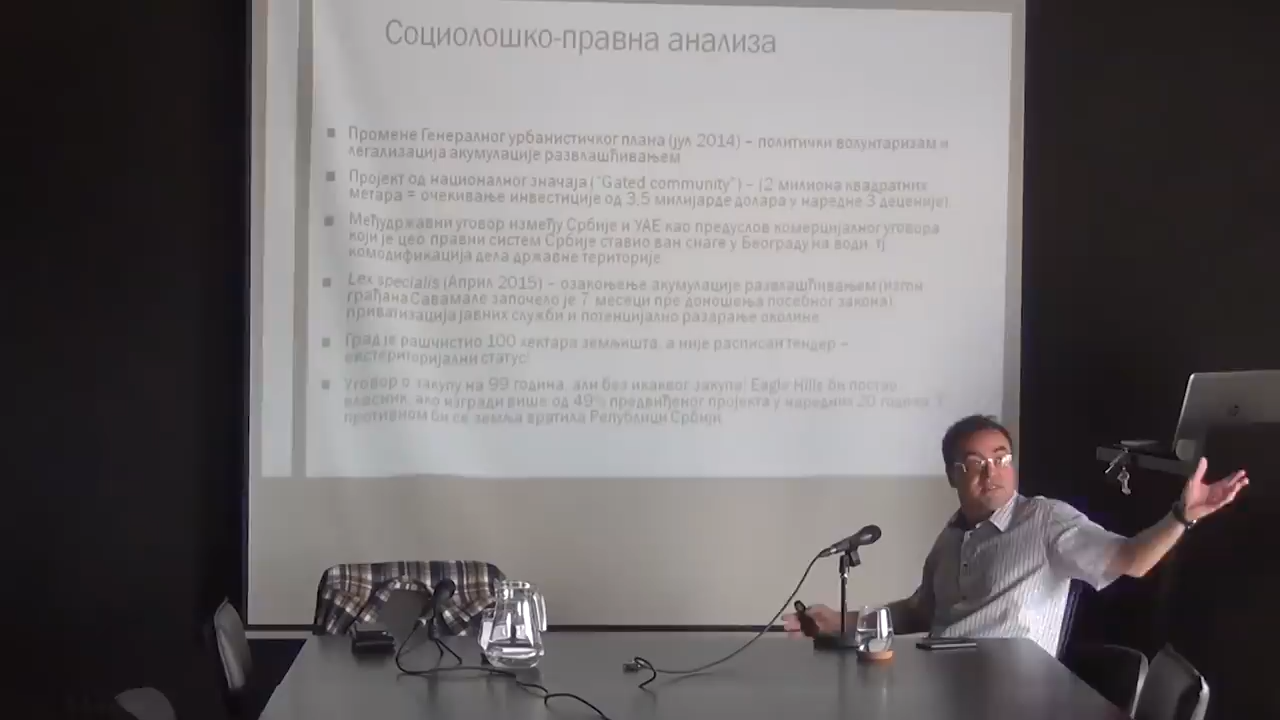 Социолошко-правна анализа
Промене Генералног урбанистичког плана (јул 2014) – политички волунтаризам и
легализација акумулације развлашћивањем
Пројект од националног значаја ("Gated community") – (2 милиона квадратних
метара = очекивање инвестиције од 3,5 милијарде долара у наредне 3 деценије)
Међудржавни уговор између Србије и УАЕ као предуслов комерцијалног уговора
који је цео правни систем Србије ставио ван снаге у Београду на води, тј
комодификација дела државне територије
Lex specialis (Април 2015) – озакоњење акумулације развлашћивањем
грађана Савамале започело је 7 месеци пре доношења посебног закона)
приватизација јавних служби и потенцијално разарање околине
Град је рашчистио 100 хектара земљишта, а није расписан тендер –
екстериторијални статус!
Уговор о закупу на 99 година, али без икаквог закупа! Eagle Hills би постао
власник, ако изгради више од 49% предвиђеног пројекта у наредних 20 година. У
противном би се земља вратила Републици Србији